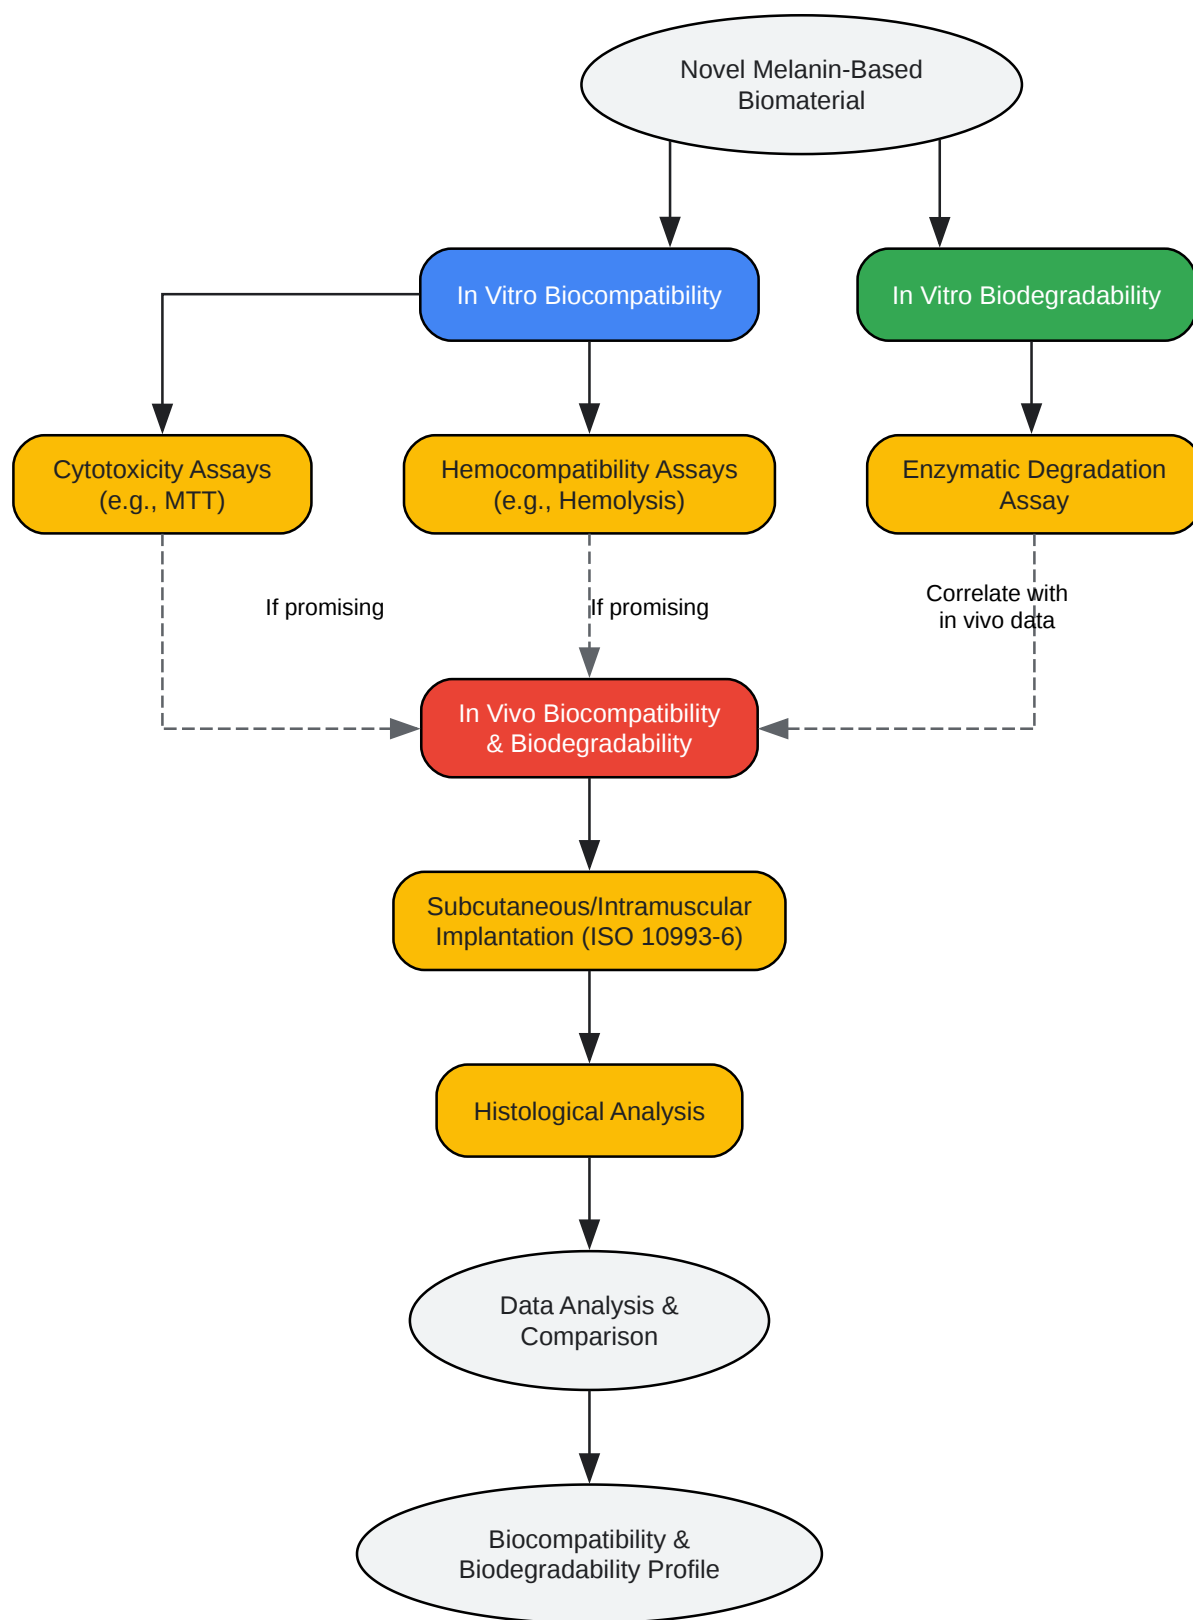 Novel Melanin-Based
Biomaterial
In Vitro Biocompatibility
In Vitro Biodegradability
Cytotoxicity Assays
(e.g., MTT)
Hemocompatibility Assays
(e.g., Hemolysis)
Enzymatic Degradation
Assay
If promising
If promising
Correlate with
in vivo data
In Vivo Biocompatibility
& Biodegradability
Subcutaneous/Intramuscular
Implantation (ISO 10993-6)
Histological Analysis
Data Analysis &
Comparison
Biocompatibility &
Biodegradability Profile